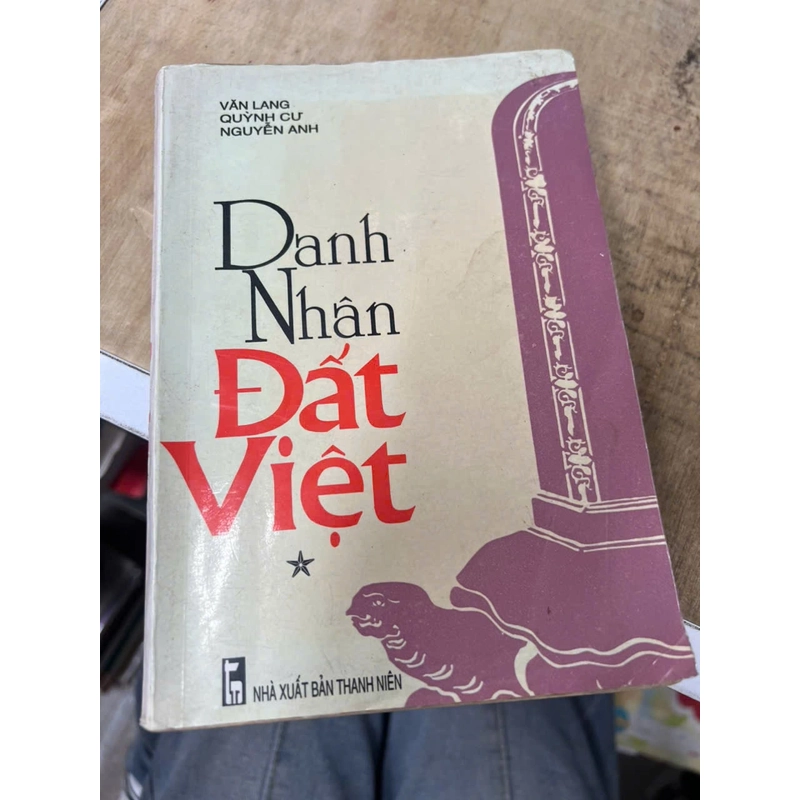 VĂN LANG
QUỲNH CƯ
NGUYỄN ANH
Danh
Nhân
Đất
Việt
NHÀ XUẤT BẢN THANH NIÊN